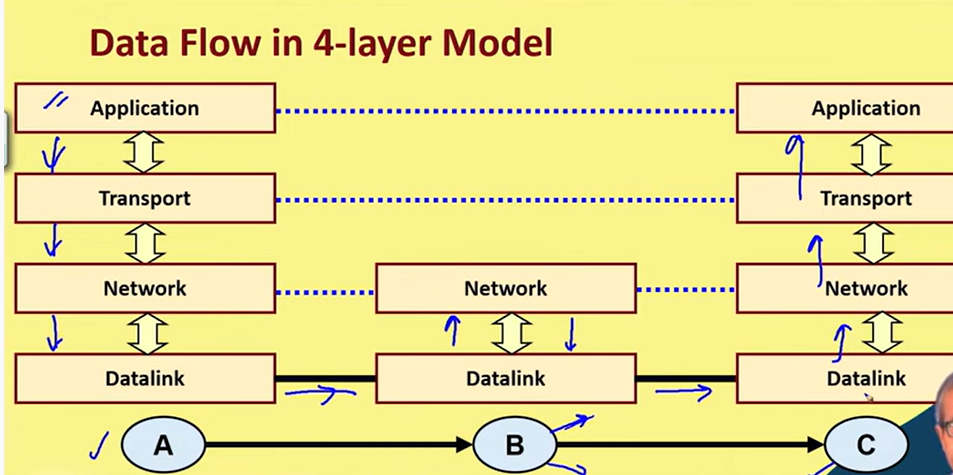 Data Flow in 4-layer Model
Application
Application
Transport
Transport
Network
Network
Network
Datalink
Datalink
Datalink
A
B
C